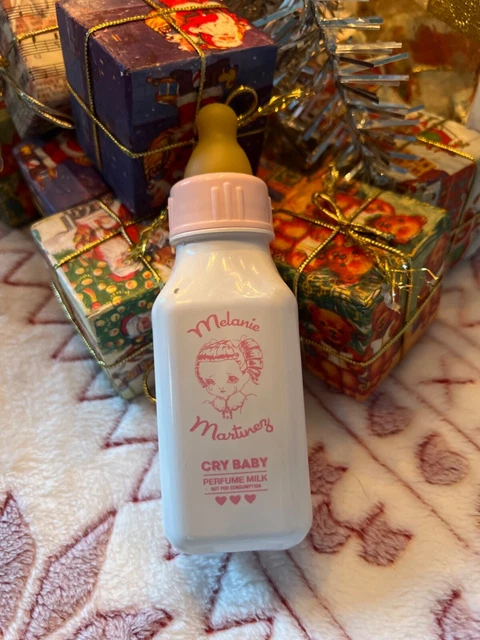 Melanie
Martinez
CRY BABY
PERFUME MILK
NOT FOR CONSUMPTION